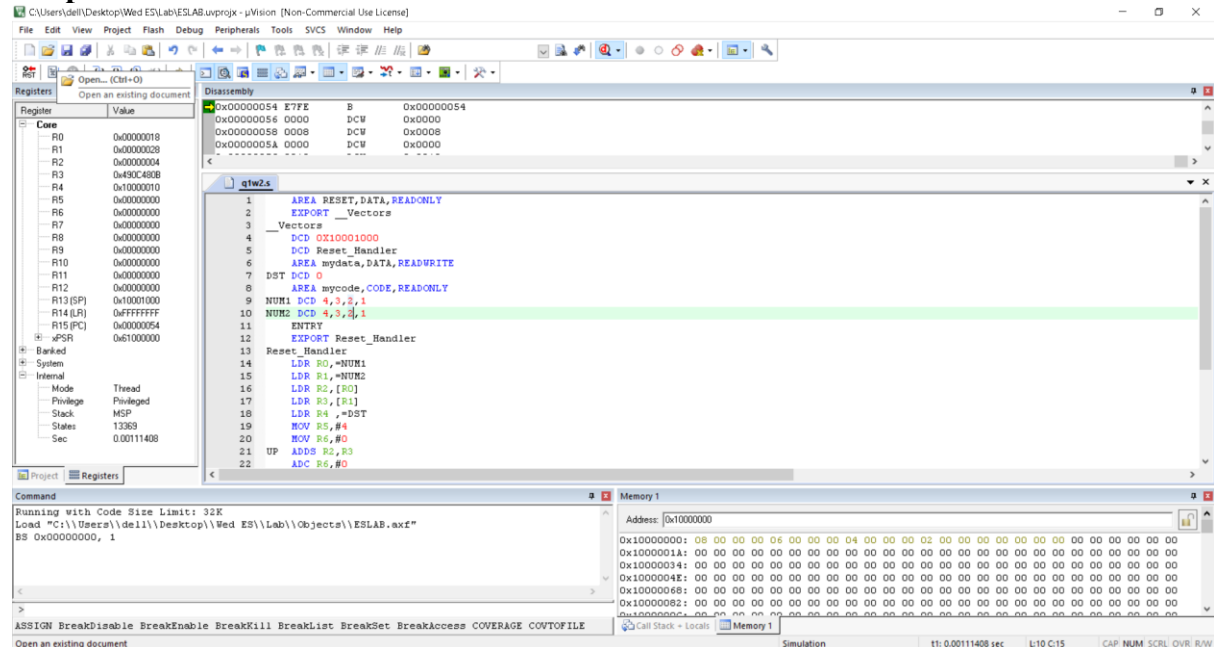 C:\Users\dell\Desktop\Wed ES\Lab\ESLAB.uvprojx - µVision [Non-Commercial Use License]
File Edit View Project Flash Debug Peripherals Tools SVCS Window Help
RST
Open... (Ctrl+O)
Open an existing document
Registers
Register Value
Core
R0 0x00000018
R1 0x00000028
R2 0x00000004
R3 0x490C480B
R4 0x10000010
R5 0x00000000
R6 0x00000000
R7 0x00000000
R8 0x00000000
R9 0x00000000
R10 0x00000000
R11 0x00000000
R12 0x00000000
R13 (SP) 0x10001000
R14 (LR) 0xFFFFFFFF
R15 (PC) 0x00000054
xPSR 0x61000000
Banked
System
Internal
Mode Thread
Privilege Privileged
Stack MSP
States 13369
Sec 0.00111408
Project Registers
Disassembly
0x00000054 E7FE B 0x00000054
0x00000056 0000 DCW 0x0000
0x00000058 0008 DCW 0x0008
0x0000005A 0000 DCW 0x0000
q1w2.s
1 AREA RESET,DATA,READONLY
2 EXPORT __Vectors
3 __Vectors
4 DCD 0X10001000
5 DCD Reset_Handler
6 AREA mydata,DATA,READWRITE
7 DST DCD 0
8 AREA mycode,CODE,READONLY
9 NUM1 DCD 4,3,2,1
10 NUM2 DCD 4,3,2,1
11 ENTRY
12 EXPORT Reset_Handler
13 Reset_Handler
14 LDR R0,=NUM1
15 LDR R1,=NUM2
16 LDR R2,[R0]
17 LDR R3,[R1]
18 LDR R4 ,=DST
19 MOV R5,#4
20 MOV R6,#0
21 UP ADDS R2,R3
22 ADC R6,#0
Command
Running with Code Size Limit: 32K
Load "C:\\Users\\dell\\Desktop\\Wed ES\\Lab\\Objects\\ESLAB.axf"
BS 0x00000000, 1
>
ASSIGN BreakDisable BreakEnable BreakKill BreakList BreakSet BreakAccess COVERAGE COVTOFILE
Memory 1
Address: 0x10000000
0x10000000: 08 00 00 00 06 00 00 00 04 00 00 00 02 00 00 00 00 00 00 00 00 00 00 00 00 00
0x1000001A: 00 00 00 00 00 00 00 00 00 00 00 00 00 00 00 00 00 00 00 00 00 00 00 00 00 00
0x10000034: 00 00 00 00 00 00 00 00 00 00 00 00 00 00 00 00 00 00 00 00 00 00 00 00 00 00
0x1000004E: 00 00 00 00 00 00 00 00 00 00 00 00 00 00 00 00 00 00 00 00 00 00 00 00 00 00
0x10000068: 00 00 00 00 00 00 00 00 00 00 00 00 00 00 00 00 00 00 00 00 00 00 00 00 00 00
0x10000082: 00 00 00 00 00 00 00 00 00 00 00 00 00 00 00 00 00 00 00 00 00 00 00 00 00 00
Call Stack + Locals Memory 1
Open an existing document Simulation t1: 0.00111408 sec L:10 C:15 CAP NUM SCRL OVR R/W